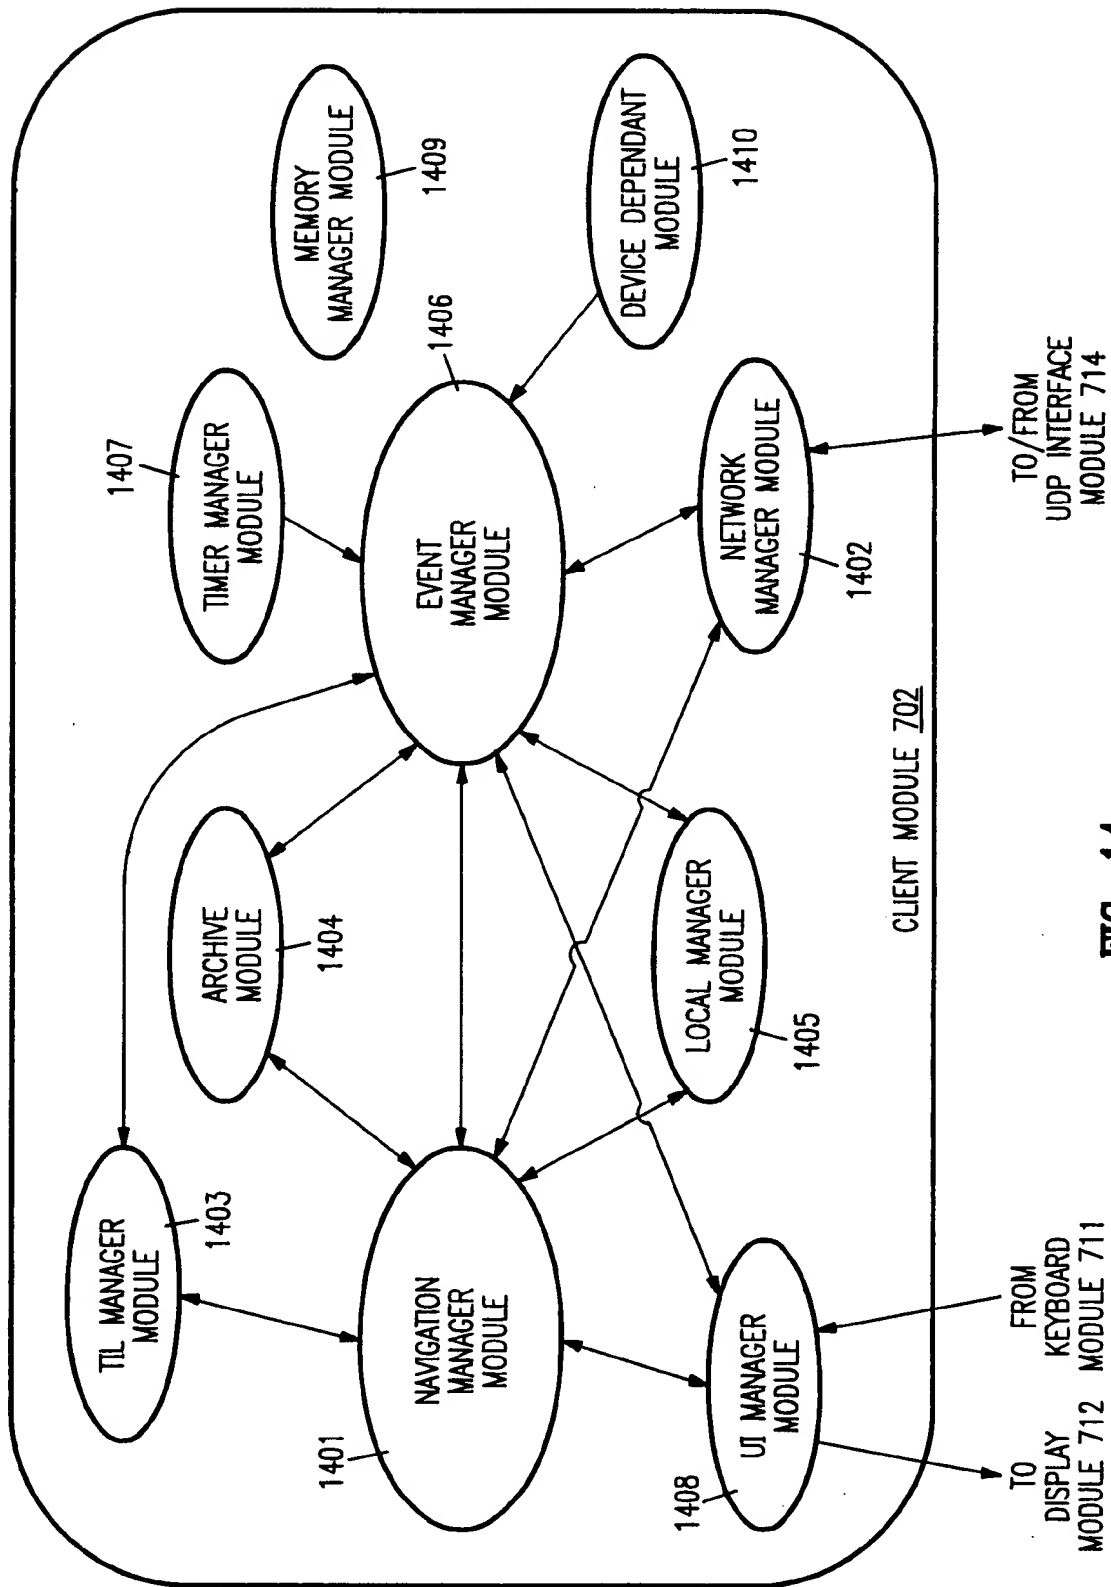 TIL MANAGER
MODULE
1403
ARCHIVE
MODULE
1404
1407
TIMER MANAGER
MODULE
MEMORY
MANAGER MODULE
1409
1401
NAVIGATION
MANAGER
MODULE
EVENT
MANAGER
MODULE
1406
1408
UI MANAGER
MODULE
LOCAL MANAGER
MODULE
1405
NETWORK
MANAGER MODULE
1402
DEVICE DEPENDANT
MODULE
1410
CLIENT MODULE 702
TO
DISPLAY
MODULE 712
FROM
KEYBOARD
MODULE 711
TO/FROM
UDP INTERFACE
MODULE 714